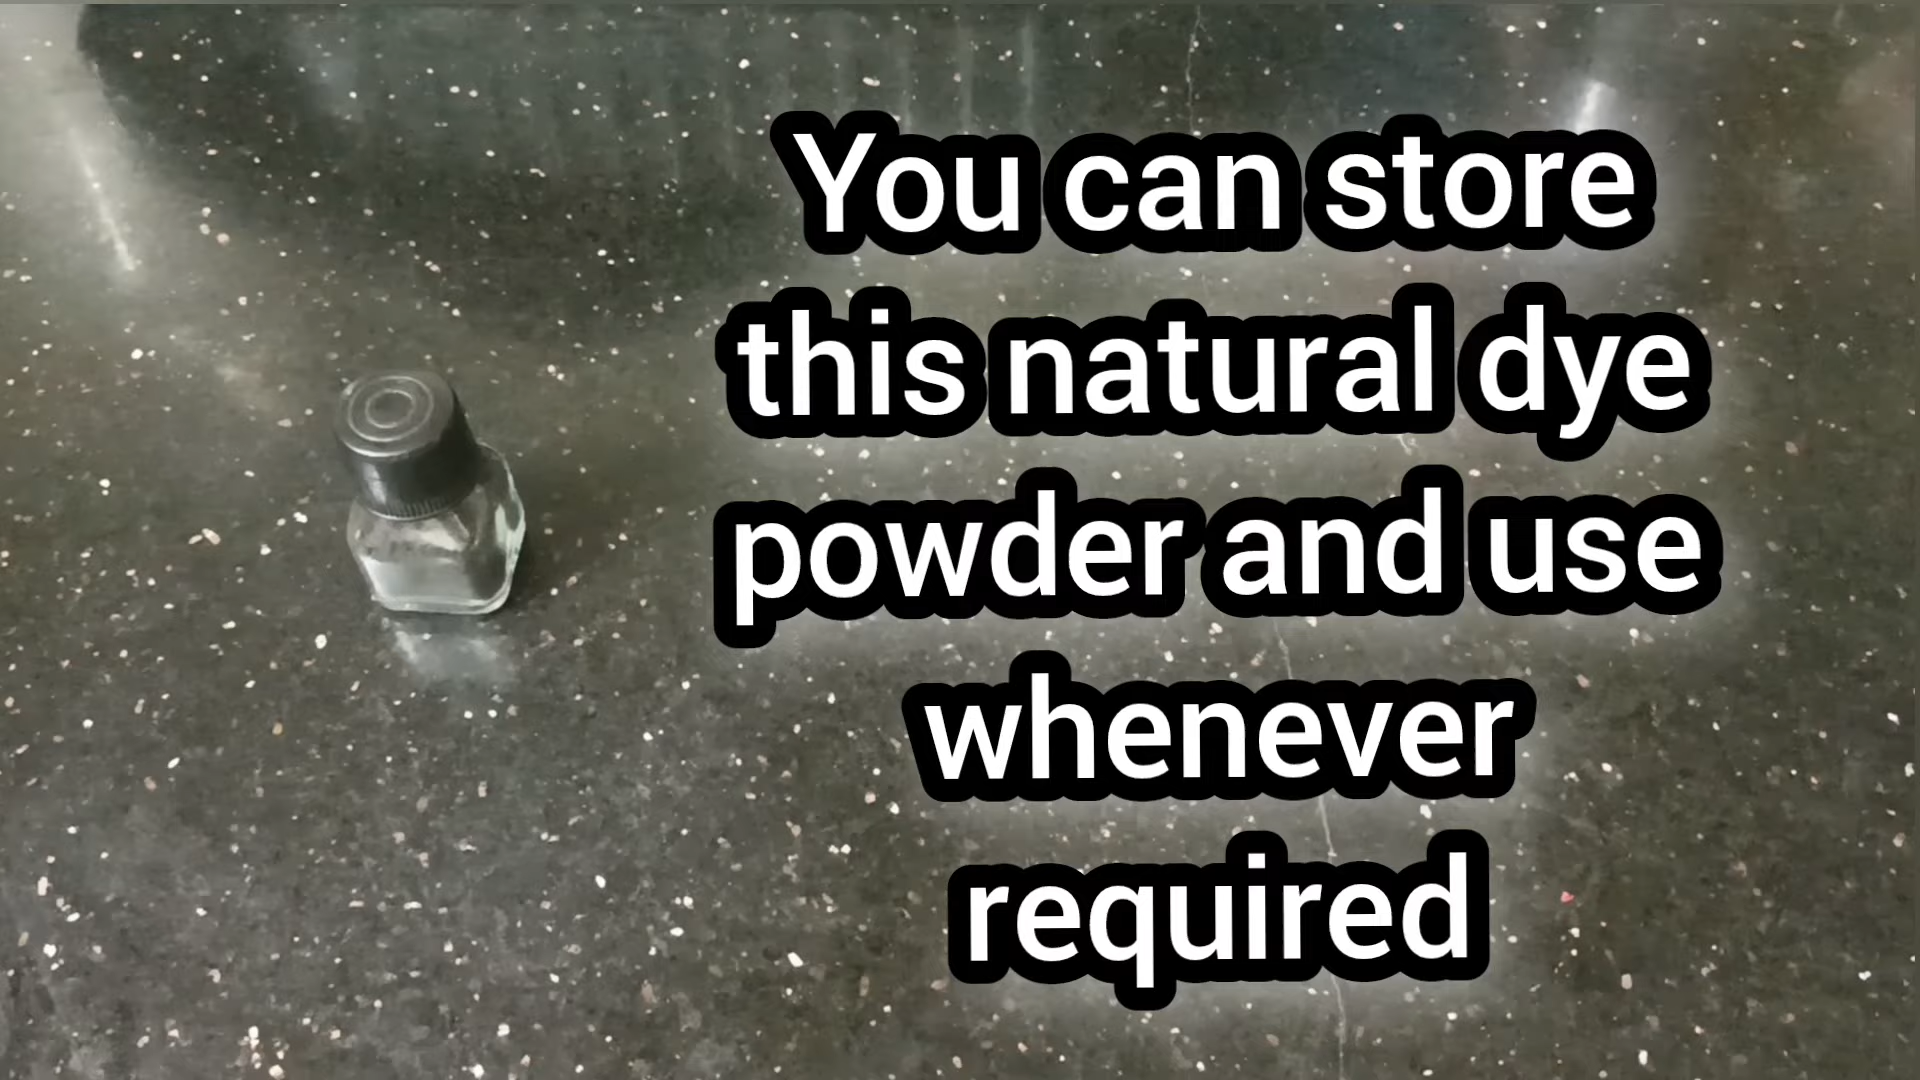 You can store
this natural dye
powder and use
whenever
required